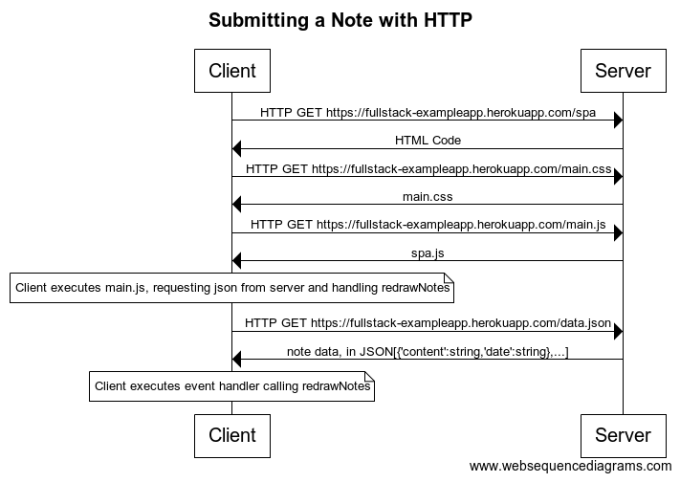 Submitting a Note with HTTP
Client Server
HTTP GET https://fullstack-exampleapp.herokuapp.com/spa
HTML Code
HTTP GET https://fullstack-exampleapp.herokuapp.com/main.css
main.css
HTTP GET https://fullstack-exampleapp.herokuapp.com/main.js
spa.js
Client executes main.js, requesting json from server and handling redrawNotes
HTTP GET https://fullstack-exampleapp.herokuapp.com/data.json
note data, in JSON[{'content':string,'date':string},...]
Client executes event handler calling redrawNotes
Client Server
www.websequencediagrams.com